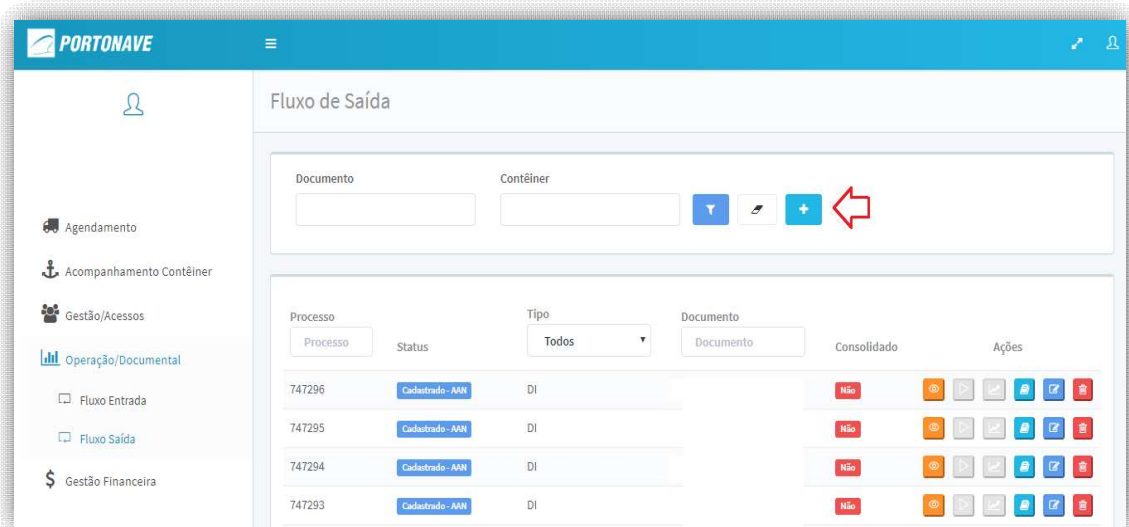 PORTONAVE
Fluxo de Saída
Documento
Contêiner
Agendamento
Acompanhamento Contêiner
Gestão/Acessos
Operação/Documental
Fluxo Entrada
Fluxo Saída
Gestão Financeira
Processo
Tipo
Documento
Processo
Status
Todos
Documento
Consolidado
Ações
747296 Cadastrado - AAN DI Não
747295 Cadastrado - AAN DI Não
747294 Cadastrado - AAN DI Não
747293 Cadastrado - AAN DI Não